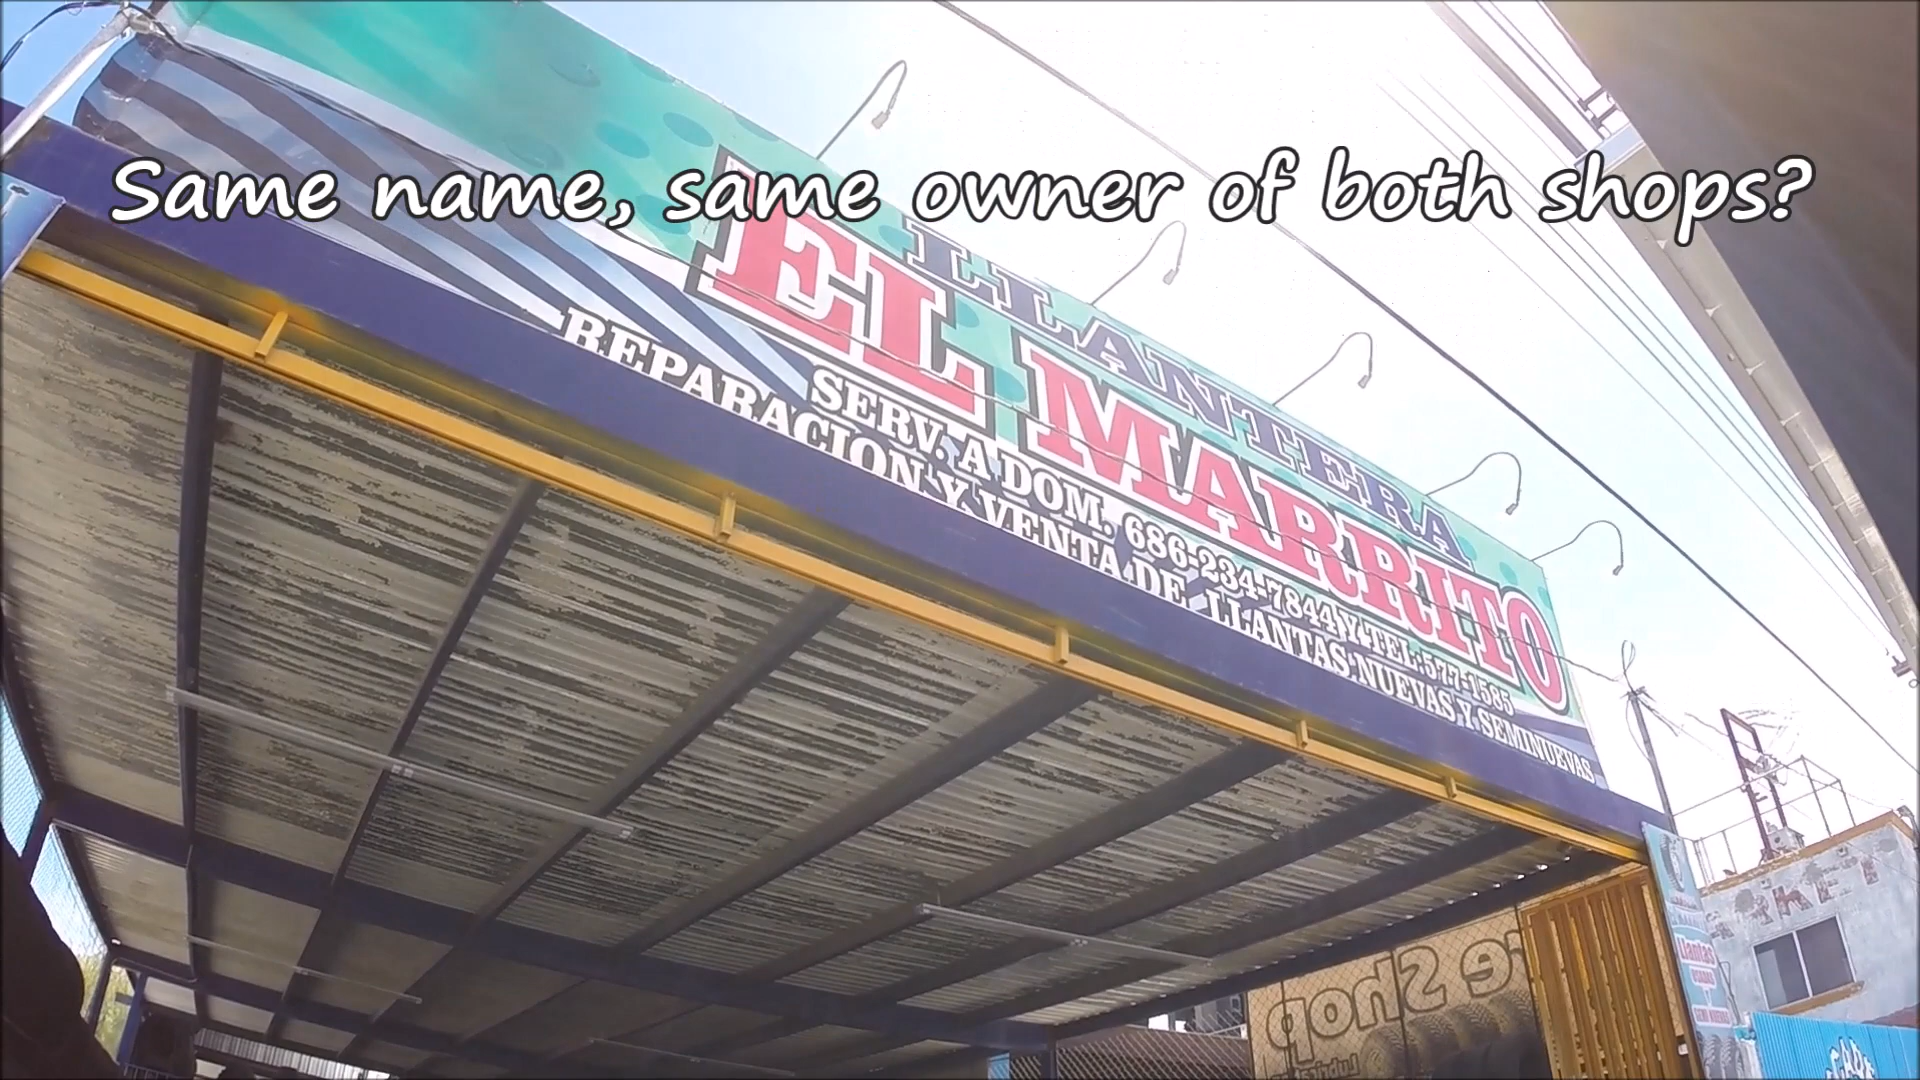 Same name, same owner of both shops?
LLANTERA
EL MARRITO
SERV. A DOM. 686-234-7844 Y TEL:577-1585
REPARACION Y VENTA DE LLANTAS NUEVAS Y SEMINUEVAS
Llantas
re Shop